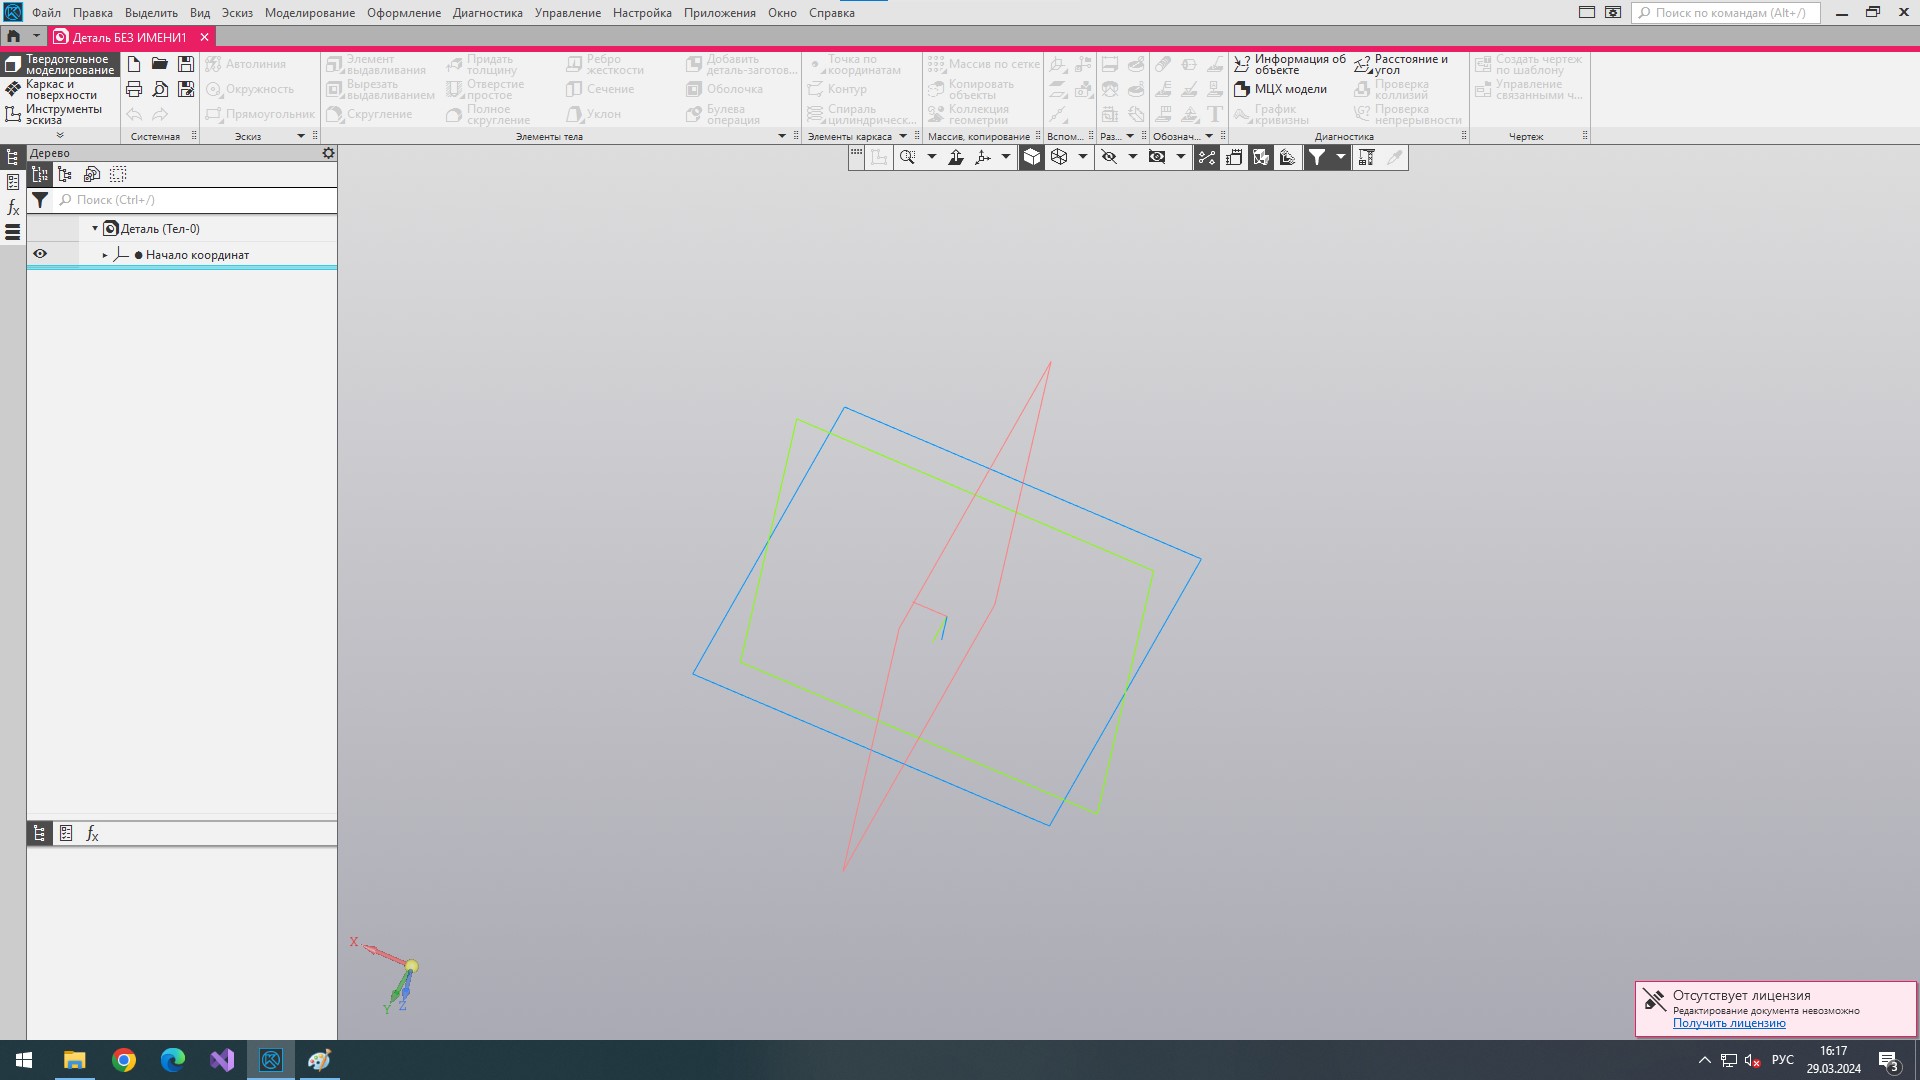 Файл Правка Выделить Вид Эскиз Моделирование Оформление Диагностика Управление Настройка Приложения Окно Справка
Поиск по командам (Alt+/)
Деталь БЕЗ ИМЕНИ1
Твердотельное
моделирование
Каркас и
поверхности
Инструменты
эскиза
Системная
Автолиния
Окружность
Прямоугольник
Эскиз
Элемент
выдавливания
Вырезать
выдавливанием
Скругление
Придать
толщину
Отверстие
простое
Полное
скругление
Ребро
жесткости
Сечение
Уклон
Добавить
деталь-заготов...
Оболочка
Булева
операция
Элементы тела
Точка по
координатам
Контур
Спираль
цилиндрическ...
Элементы каркаса
Массив по сетке
Копировать
объекты
Коллекция
геометрии
Массив, копирование
Вспом...
Раз...
Обознач...
Информация об
объекте
МЦХ модели
График
кривизны
Расстояние и
угол
Проверка
коллизий
Проверка
непрерывности
Диагностика
Создать чертеж
по шаблону
Управление
связанными ч...
Чертеж
Дерево
Поиск (Ctrl+/)
Деталь (Тел-0)
Начало координат
X
Y
Z
Отсутствует лицензия
Редактирование документа невозможно
Получить лицензию
РУС
16:17
29.03.2024
3